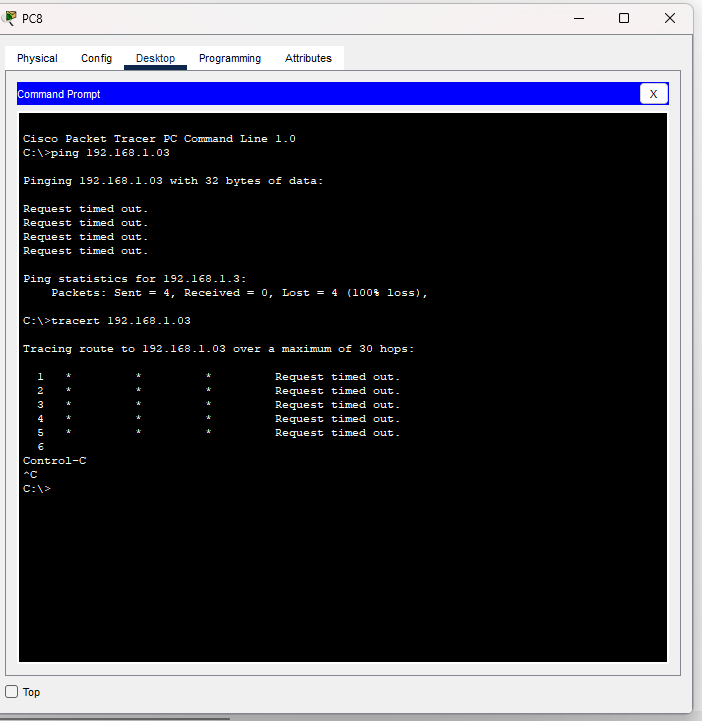 PC8
Physical Config Desktop Programming Attributes
Command Prompt X
Cisco Packet Tracer PC Command Line 1.0
C:\>ping 192.168.1.03
Pinging 192.168.1.03 with 32 bytes of data:
Request timed out.
Request timed out.
Request timed out.
Request timed out.
Ping statistics for 192.168.1.3:
Packets: Sent = 4, Received = 0, Lost = 4 (100% loss),
C:\>tracert 192.168.1.03
Tracing route to 192.168.1.03 over a maximum of 30 hops:
1 * * * Request timed out.
2 * * * Request timed out.
3 * * * Request timed out.
4 * * * Request timed out.
5 * * * Request timed out.
6
Control-C
^C
C:\>
Top